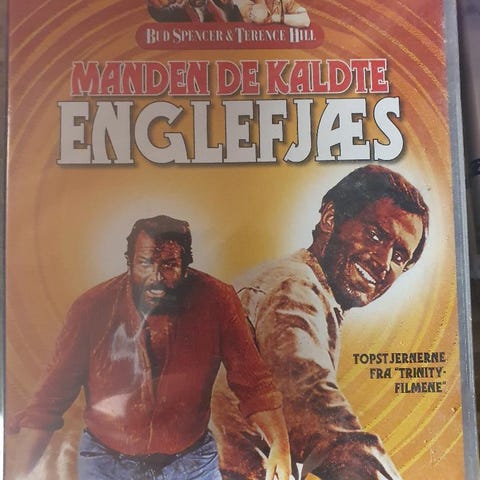 BUD SPENCER & TERENCE HILL
MANDEN DE KALDTE
ENGLEFJÆS
TOPSTJERNERNE
FRA "TRINITY-
FILMENE"